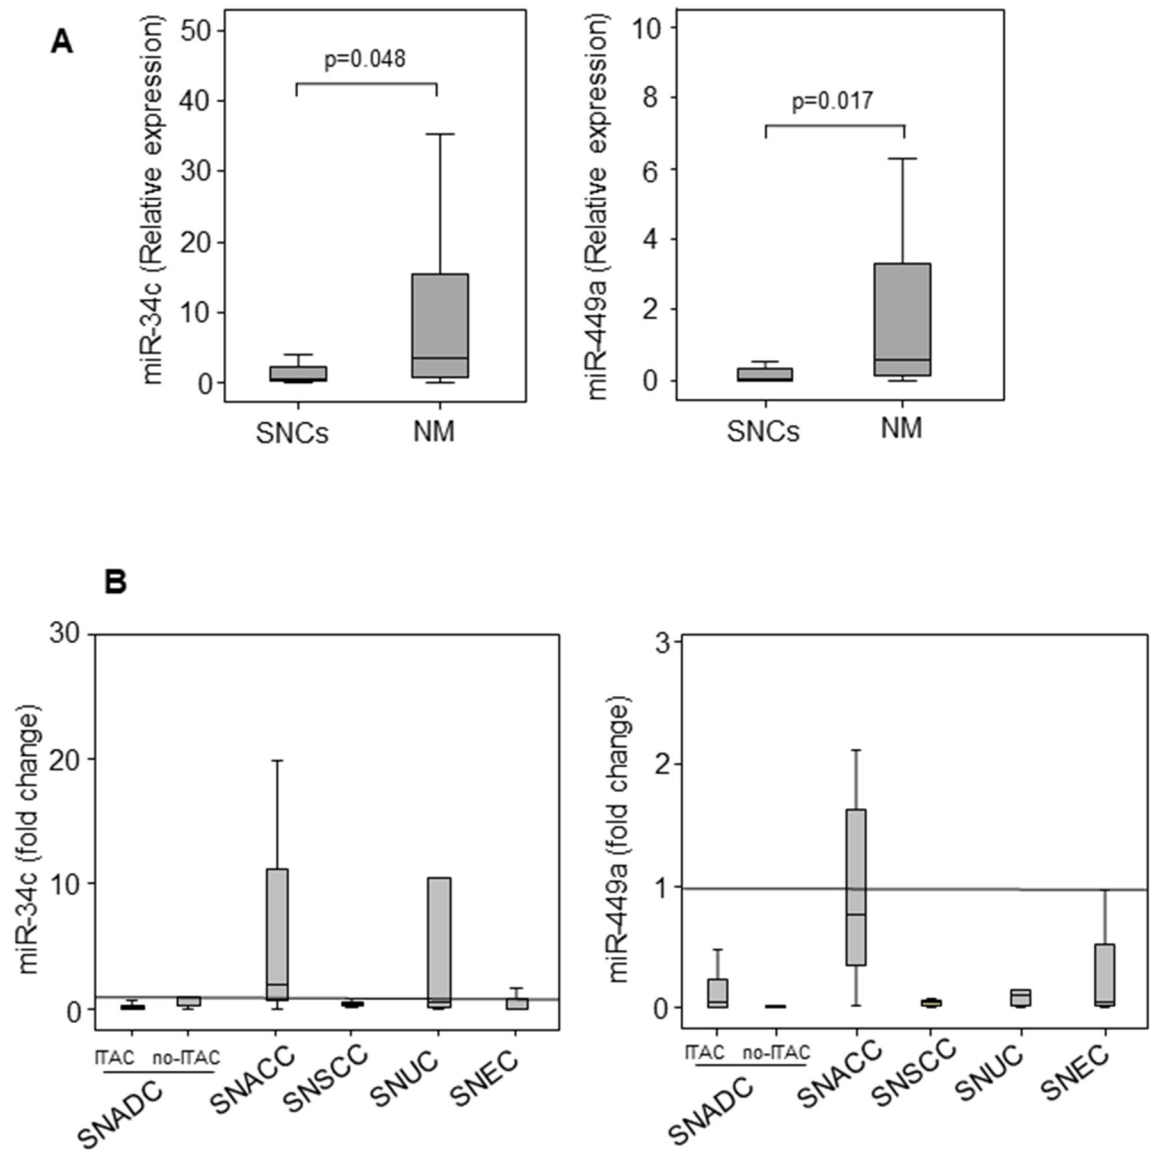 A
miR-34c (Relative expression)
50
40
30
20
10
0
p=0.048
SNCs NM
miR-449a (Relative expression)
10
8
6
4
2
0
p=0.017
SNCs NM
B
miR-34c (fold change)
30
20
10
0
ITAC no-ITAC
SNADC SNACC SNSCC SNUC SNEC
miR-449a (fold change)
3
2
1
0
ITAC no-ITAC
SNADC SNACC SNSCC SNUC SNEC